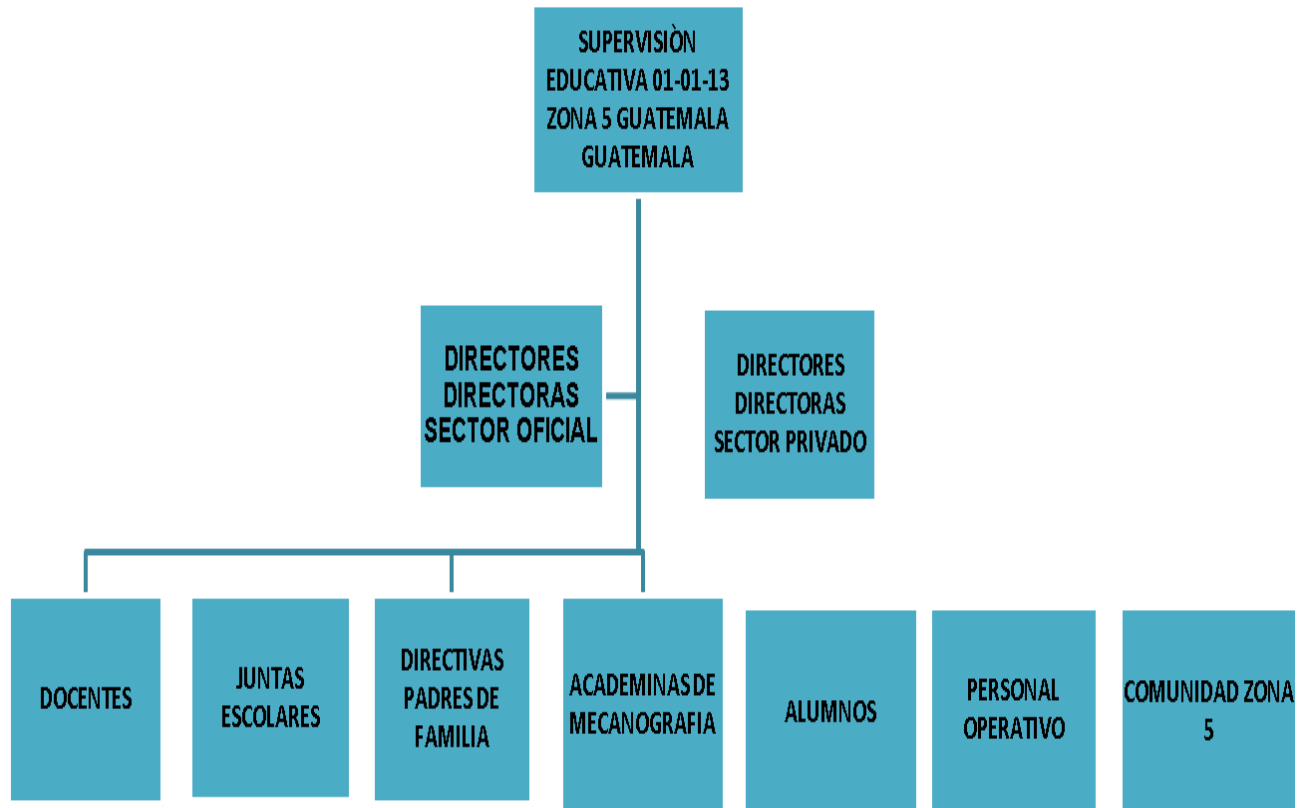 SUPERVISIÒN
EDUCATIVA 01-01-13
ZONA 5 GUATEMALA
GUATEMALA
DIRECTORES
DIRECTORAS
SECTOR OFICIAL
DIRECTORES
DIRECTORAS
SECTOR PRIVADO
DOCENTES
JUNTAS
ESCOLARES
DIRECTIVAS
PADRES DE
FAMILIA
ACADEMINAS DE
MECANOGRAFIA
ALUMNOS
PERSONAL
OPERATIVO
COMUNIDAD ZONA
5